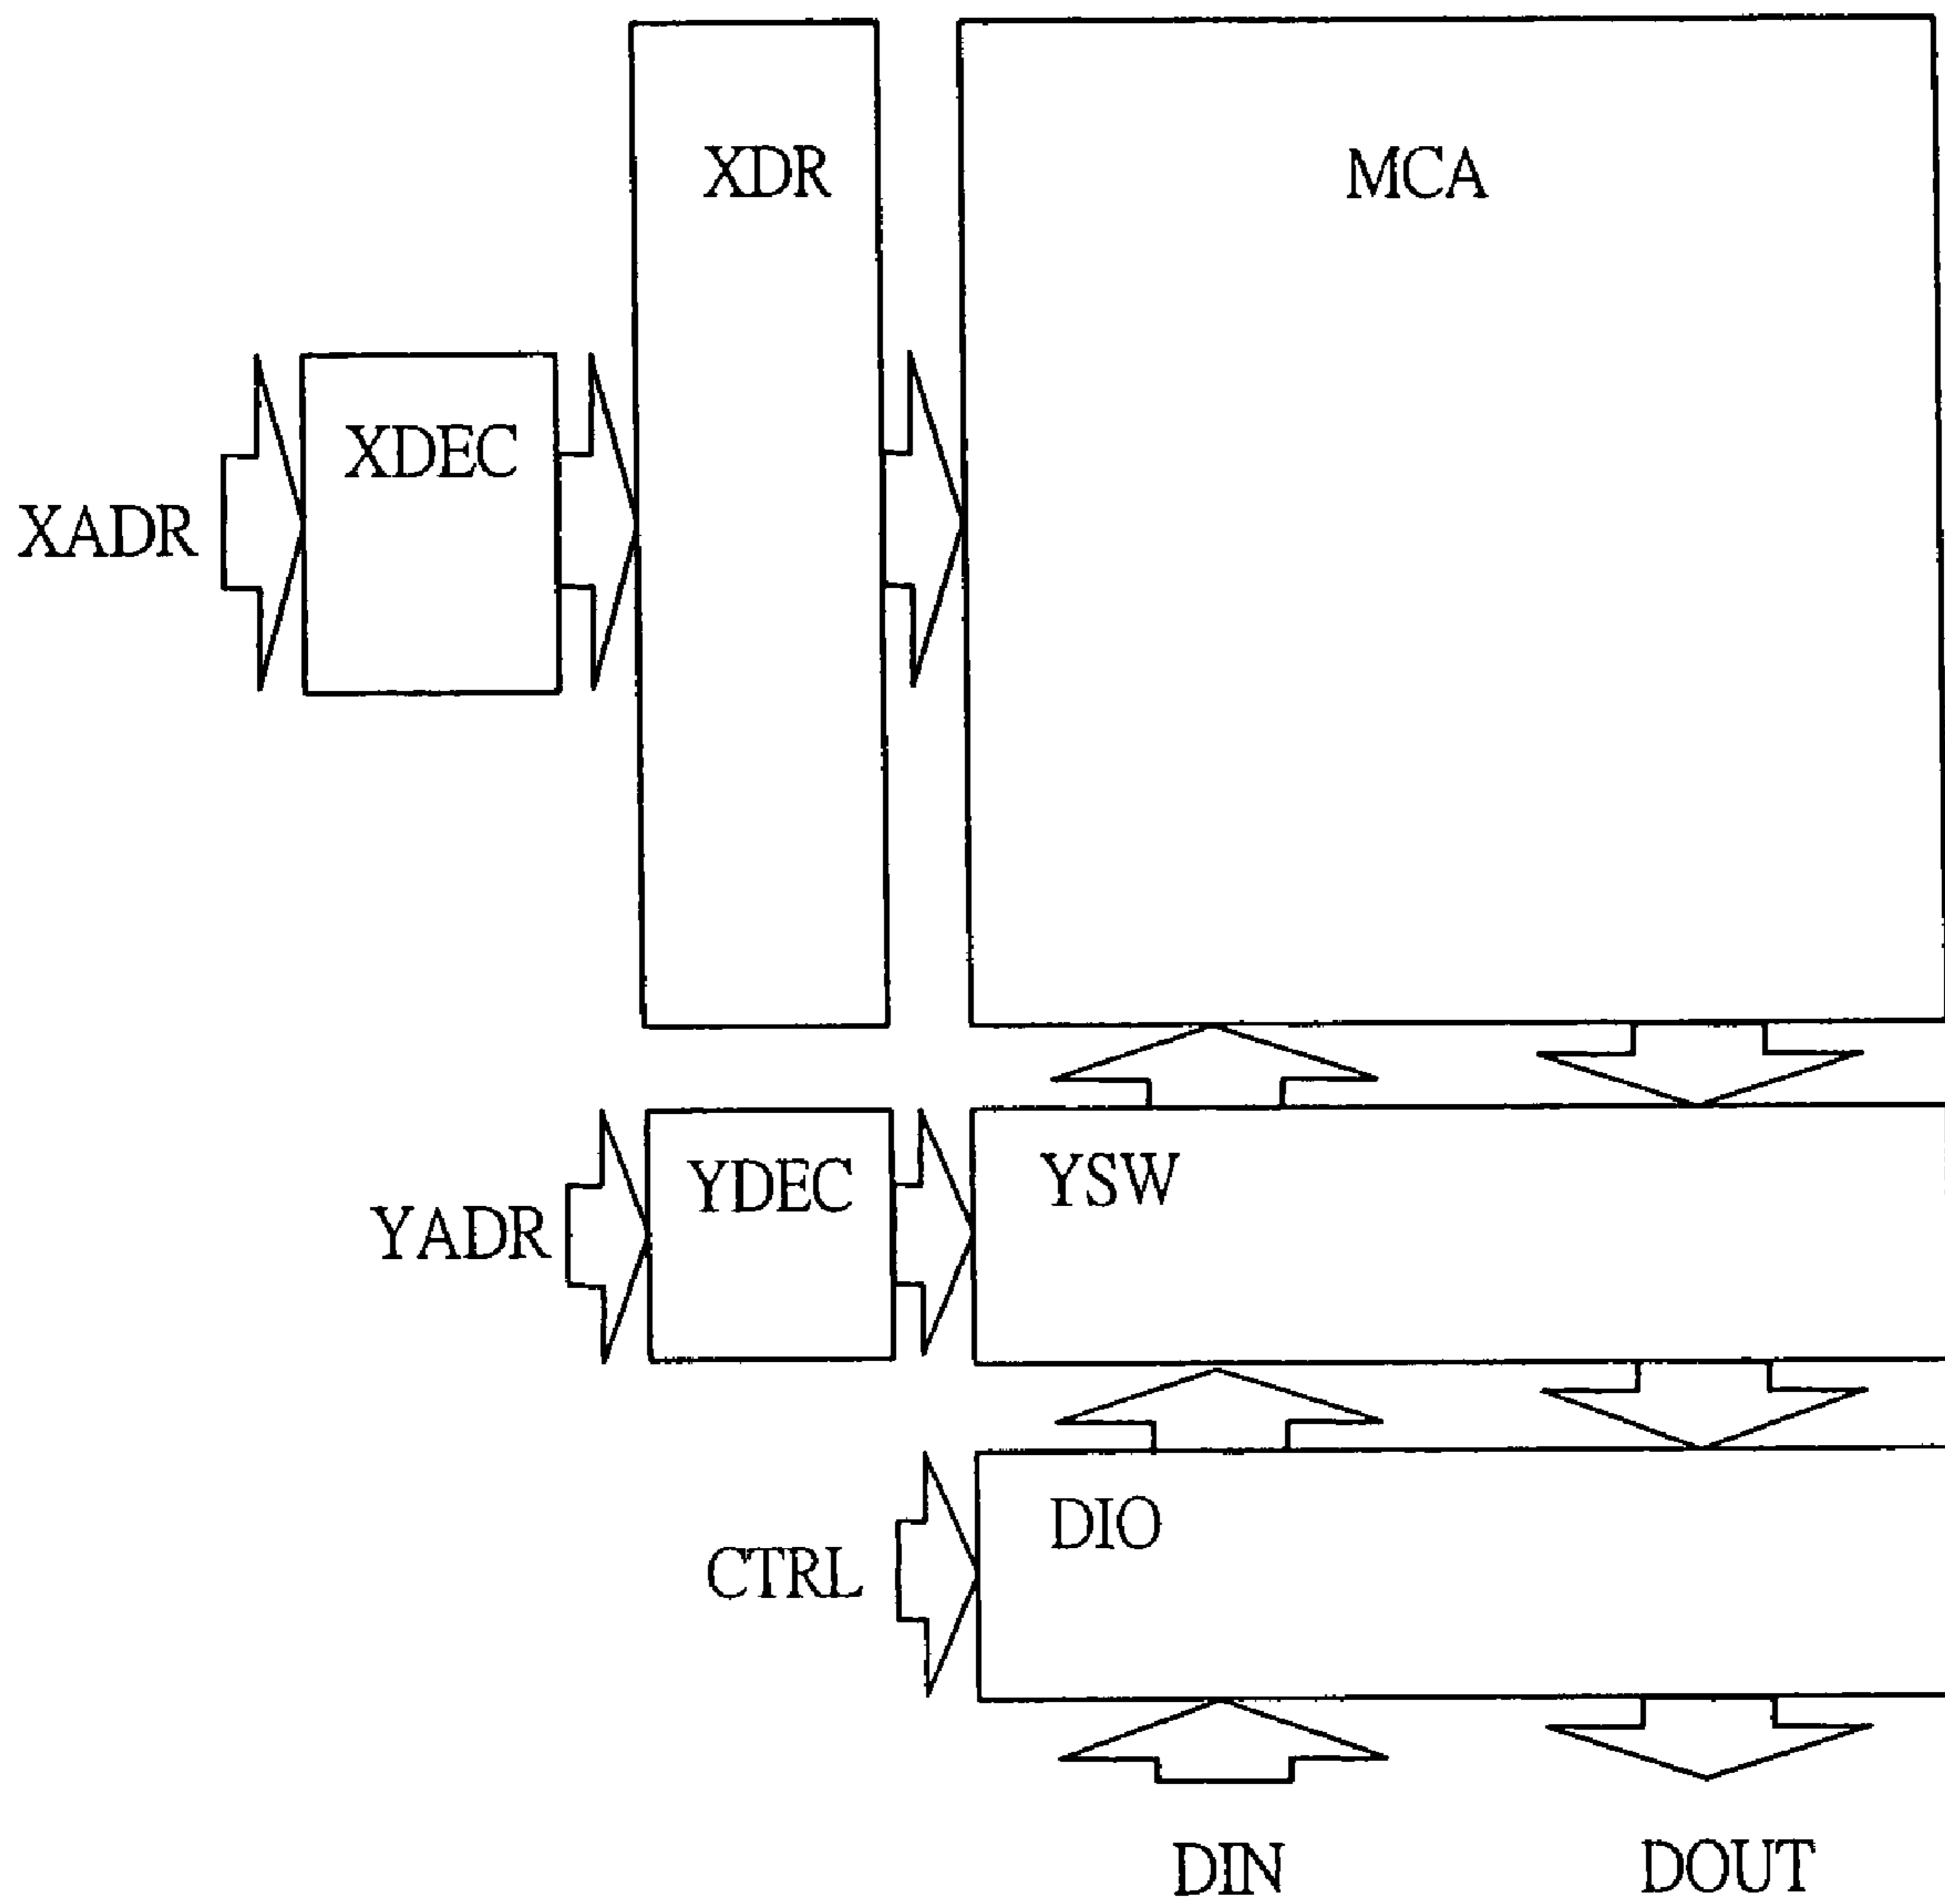 XDR
MCA
XDEC
XADR
YDEC
YSW
YADR
DIO
CTRL
DIN
DOUT